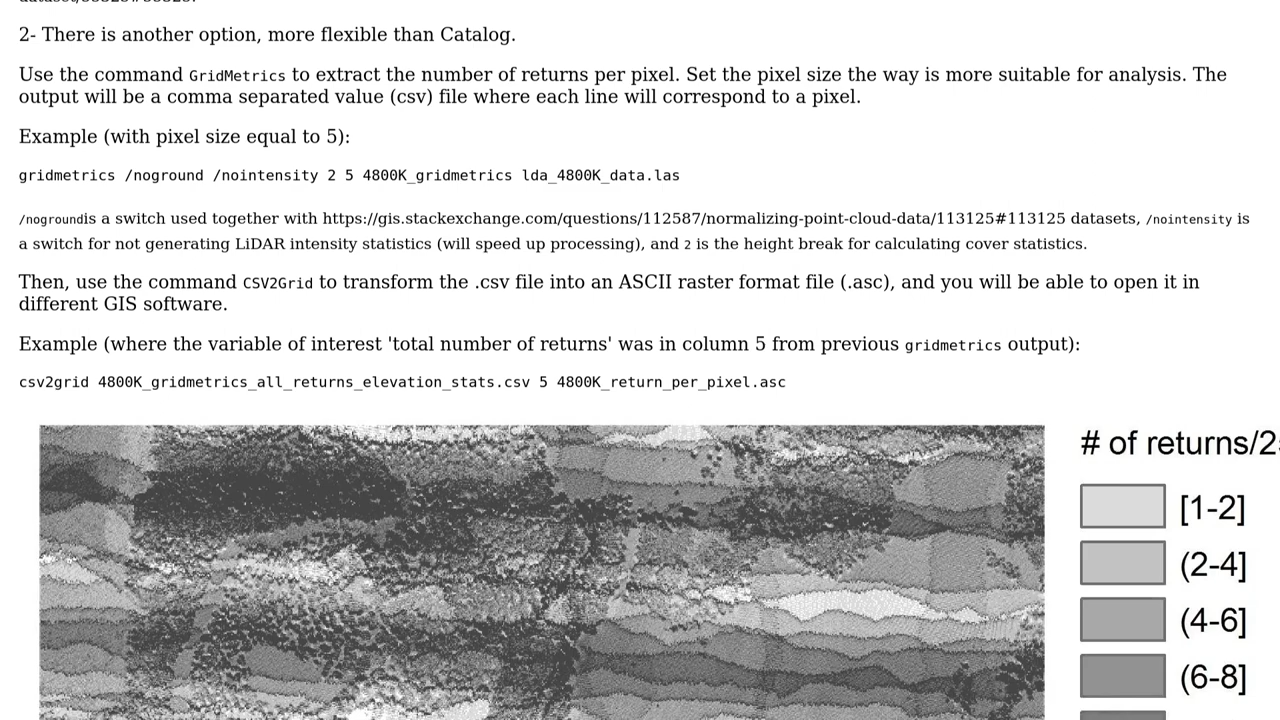 2- There is another option, more flexible than Catalog.
Use the command GridMetrics to extract the number of returns per pixel. Set the pixel size the way is more suitable for analysis. The
output will be a comma separated value (csv) file where each line will correspond to a pixel.
Example (with pixel size equal to 5):
gridmetrics /noground /nointensity 2 5 4800K_gridmetrics lda_4800K_data.las
/nogroundis a switch used together with https://gis.stackexchange.com/questions/112587/normalizing-point-cloud-data/113125#113125 datasets, /nointensity is
a switch for not generating LiDAR intensity statistics (will speed up processing), and 2 is the height break for calculating cover statistics.
Then, use the command CSV2Grid to transform the .csv file into an ASCII raster format file (.asc), and you will be able to open it in
different GIS software.
Example (where the variable of interest 'total number of returns' was in column 5 from previous gridmetrics output):
csv2grid 4800K_gridmetrics_all_returns_elevation_stats.csv 5 4800K_return_per_pixel.asc
# of returns/2
[1-2]
(2-4]
(4-6]
(6-8]